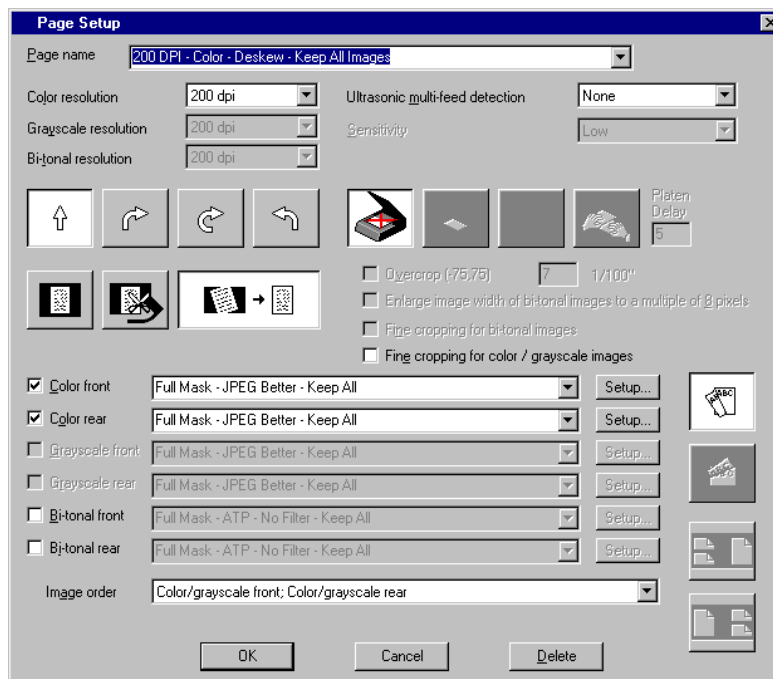 Page Setup
Page name 200 DPI - Color - Deskew - Keep All Images
Color resolution 200 dpi Ultrasonic multi-feed detection None
Grayscale resolution 200 dpi Sensitivity Low
Bi-tonal resolution 200 dpi
Platen
Delay
5
Overcrop (-75,75) 7 1/100"
Enlarge image width of bi-tonal images to a multiple of 8 pixels
Fine cropping for bi-tonal images
Fine cropping for color / grayscale images
Color front Full Mask - JPEG Better - Keep All Setup...
ABC
Color rear Full Mask - JPEG Better - Keep All Setup...
Grayscale front Full Mask - JPEG Better - Keep All Setup...
Grayscale rear Full Mask - JPEG Better - Keep All Setup...
Bi-tonal front Full Mask - ATP - No Filter - Keep All Setup...
Bi-tonal rear Full Mask - ATP - No Filter - Keep All Setup...
Image order Color/grayscale front; Color/grayscale rear
OK Cancel Delete